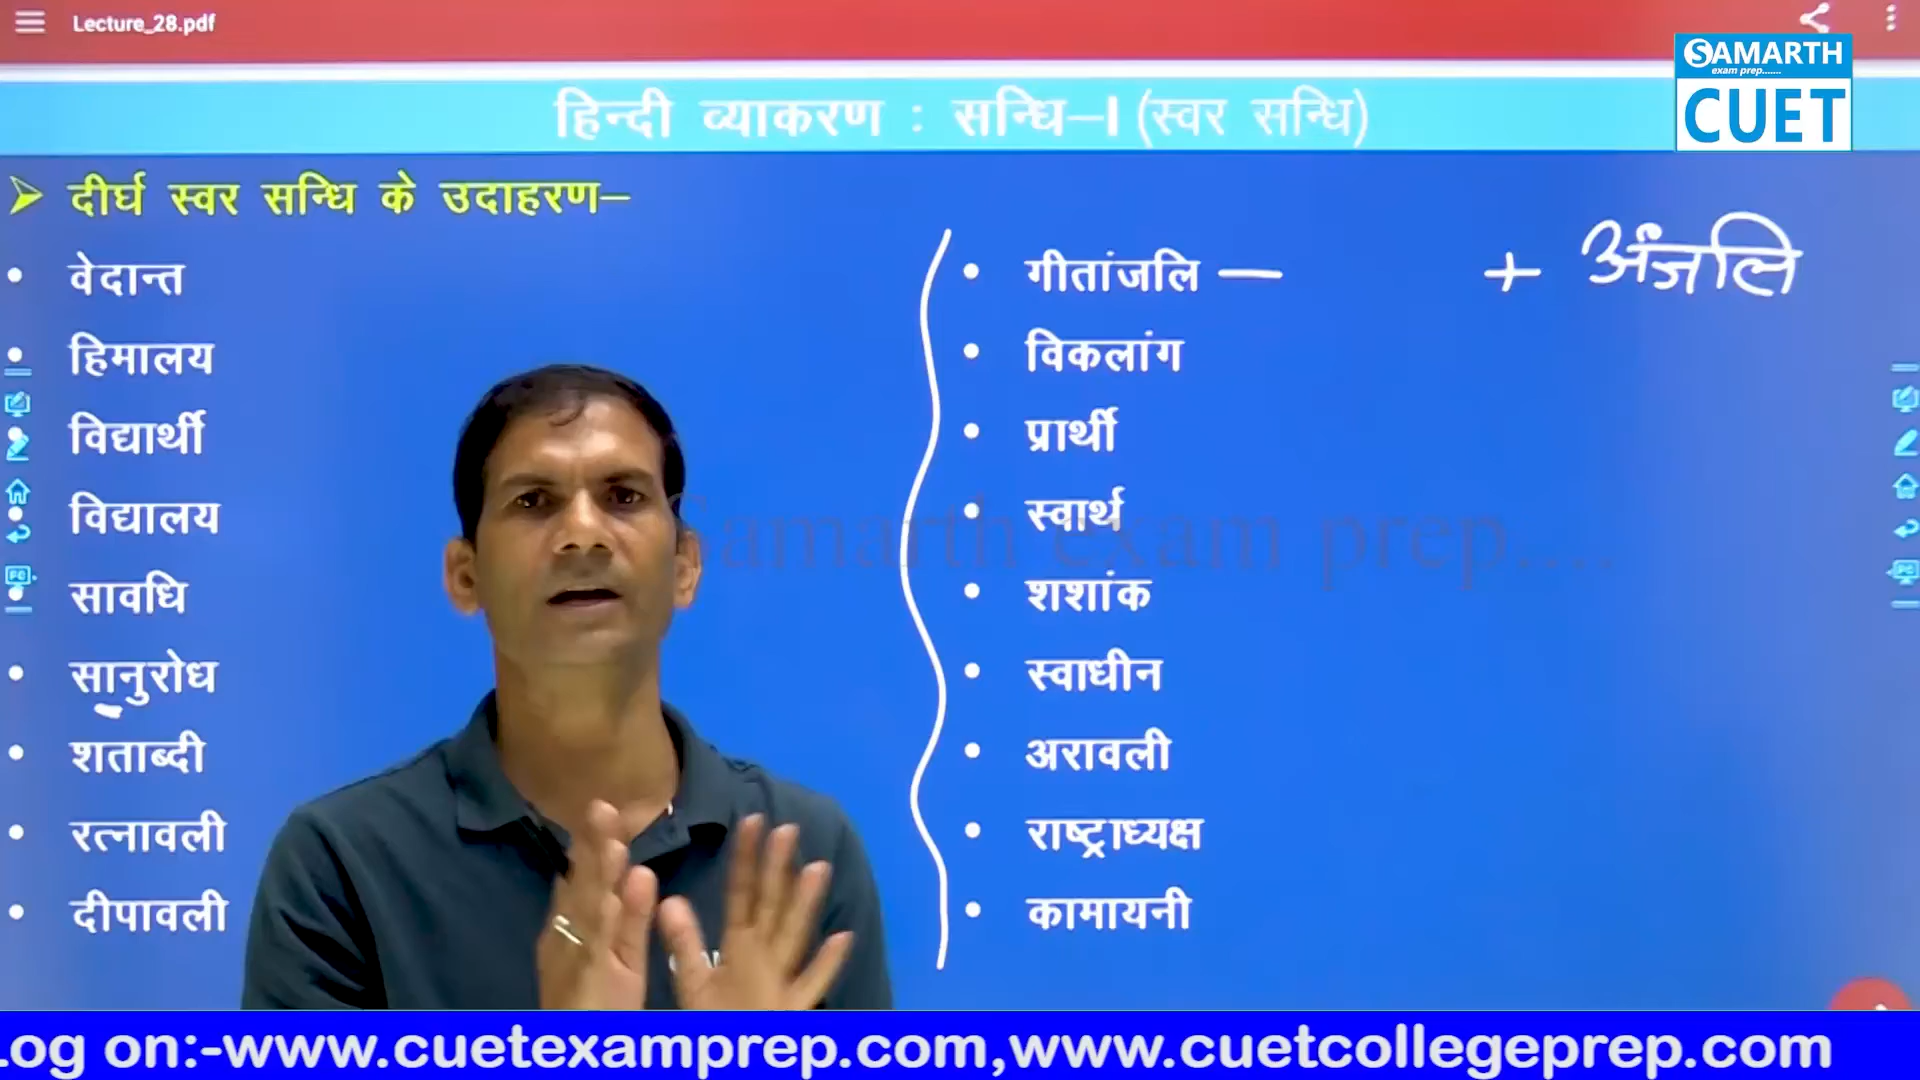 Lecture_28.pdf
SAMARTH
exam prep.......
CUET
हिन्दी व्याकरण : सन्धि–I (स्वर सन्धि)
दीर्घ स्वर सन्धि के उदाहरण–
• वेदान्त
• हिमालय
• विद्यार्थी
• विद्यालय
• सावधि
• सानुरोध
• शताब्दी
• रत्नावली
• दीपावली
• गीतांजलि — + अंजलि
• विकलांग
• प्रार्थी
• स्वार्थ
• शशांक
• स्वाधीन
• अरावली
• राष्ट्राध्यक्ष
• कामायनी
Samarth exam prep....
Log on:-www.cuetexamprep.com,www.cuetcollegeprep.com